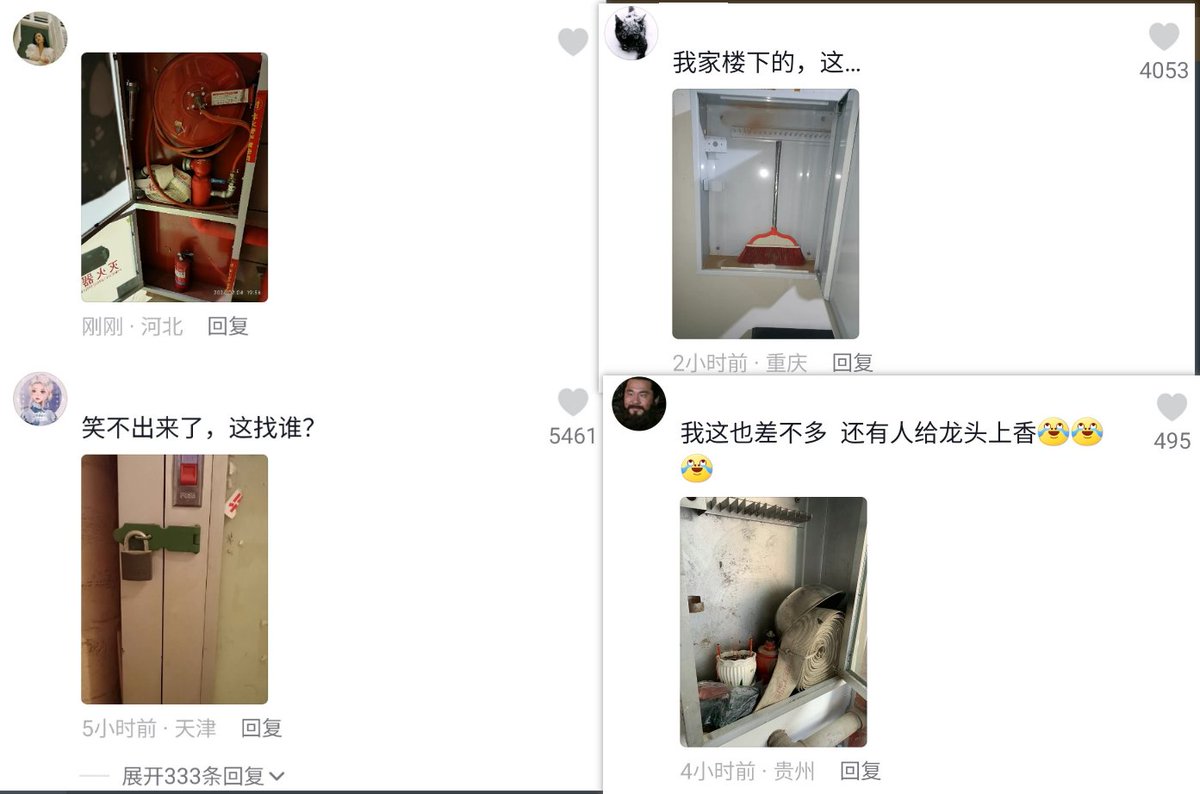 器火灭
19:56
刚刚 · 河北 回复
我家楼下的，这...
4053
2小时前 · 重庆 回复
笑不出来了，这找谁？
5461
5小时前 · 天津 回复
展开333条回复
我这也差不多 还有人给龙头上香😂😂
😂
495
4小时前 · 贵州 回复